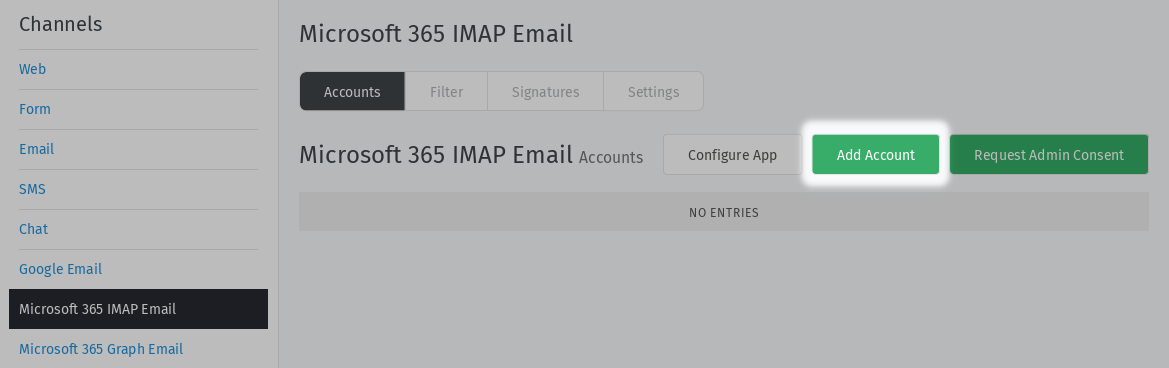 Channels
Web
Form
Email
SMS
Chat
Google Email
Microsoft 365 IMAP Email
Microsoft 365 Graph Email
Microsoft 365 IMAP Email
Accounts Filter Signatures Settings
Microsoft 365 IMAP Email Accounts Configure App Add Account Request Admin Consent
NO ENTRIES